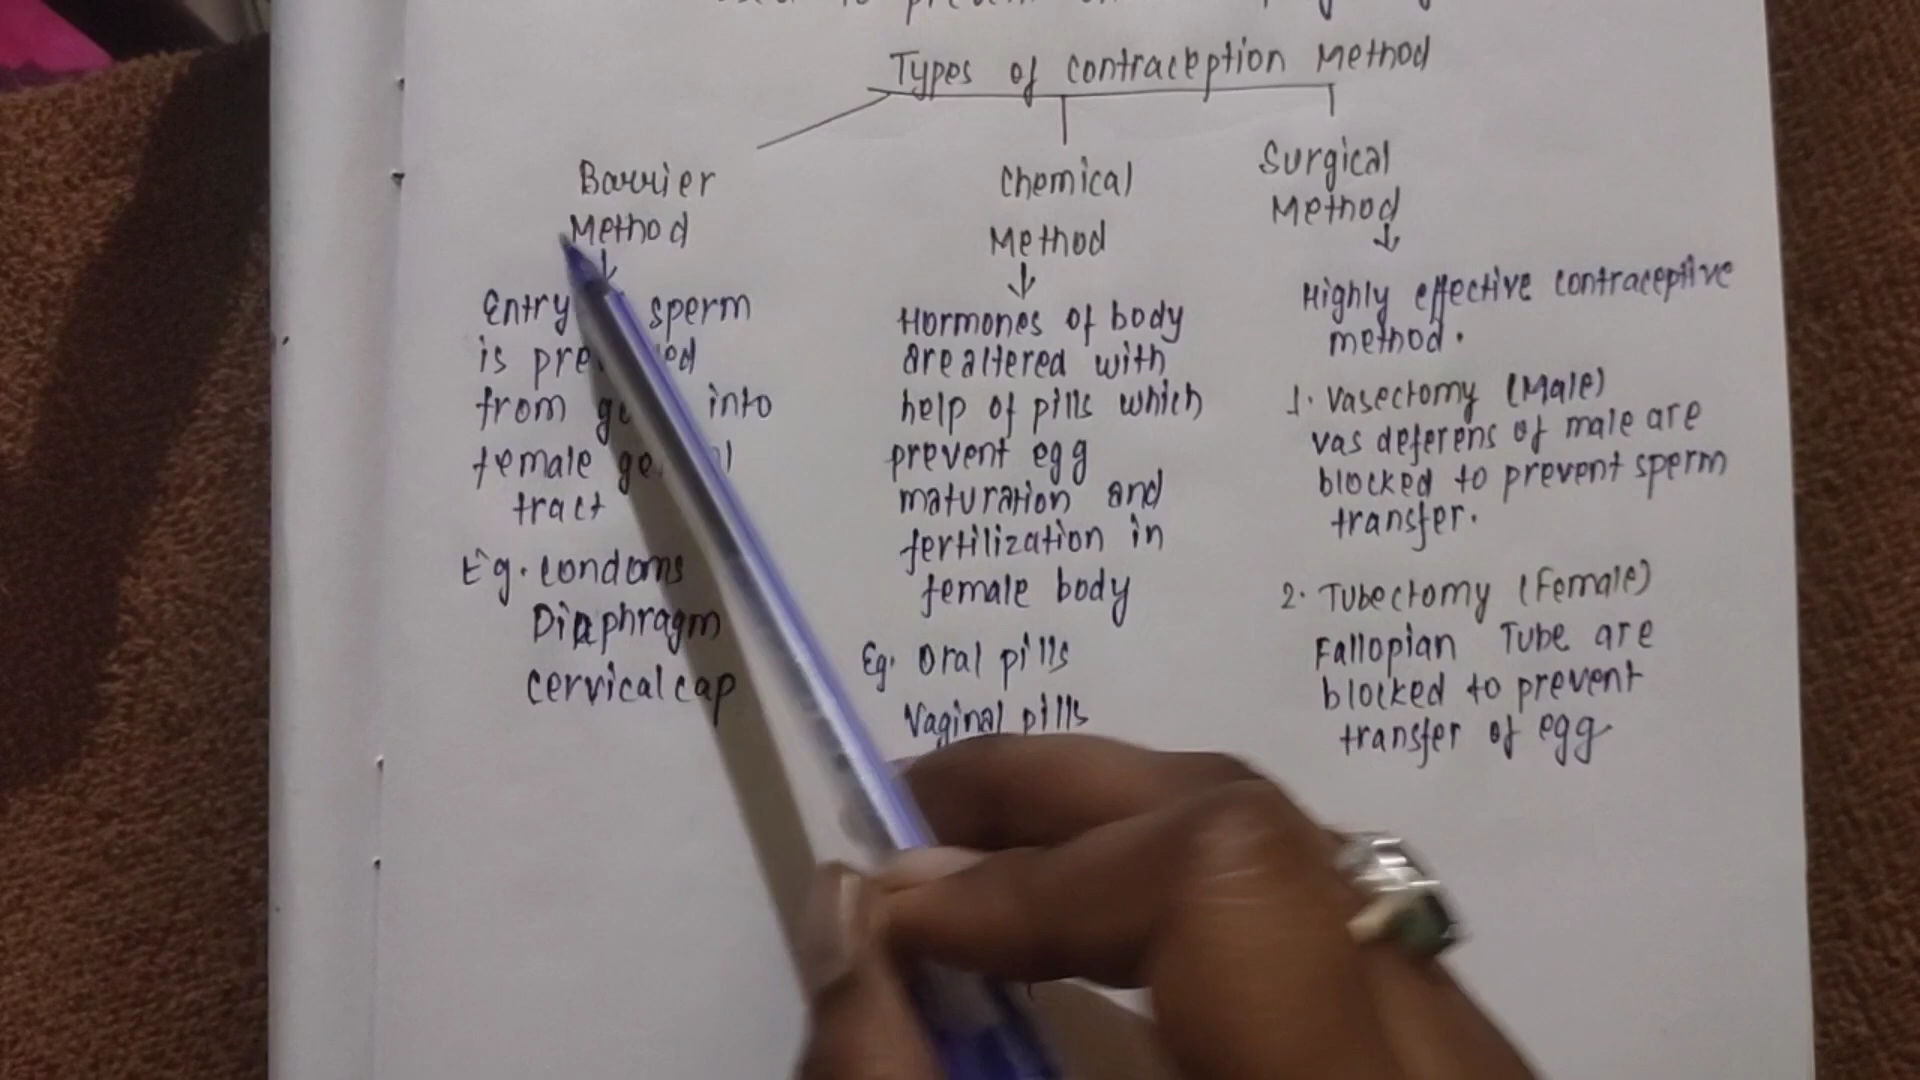 Types of contraception Method
Barrier
Method
Entry sperm
is
from into
female
tract
Eg. condoms
Diaphragm
cervical cap
Chemical
Method
Hormones of body
are altered with
help of pills which
prevent egg
maturation and
fertilization in
female body
Eg. Oral pills
Vaginal pills
Surgical
Method
Highly effective contraceptive
method.
1. Vasectomy (Male)
vas deferens of male are
blocked to prevent sperm
transfer.
2. Tubectomy (Female)
Fallopian Tube are
blocked to prevent
transfer of egg